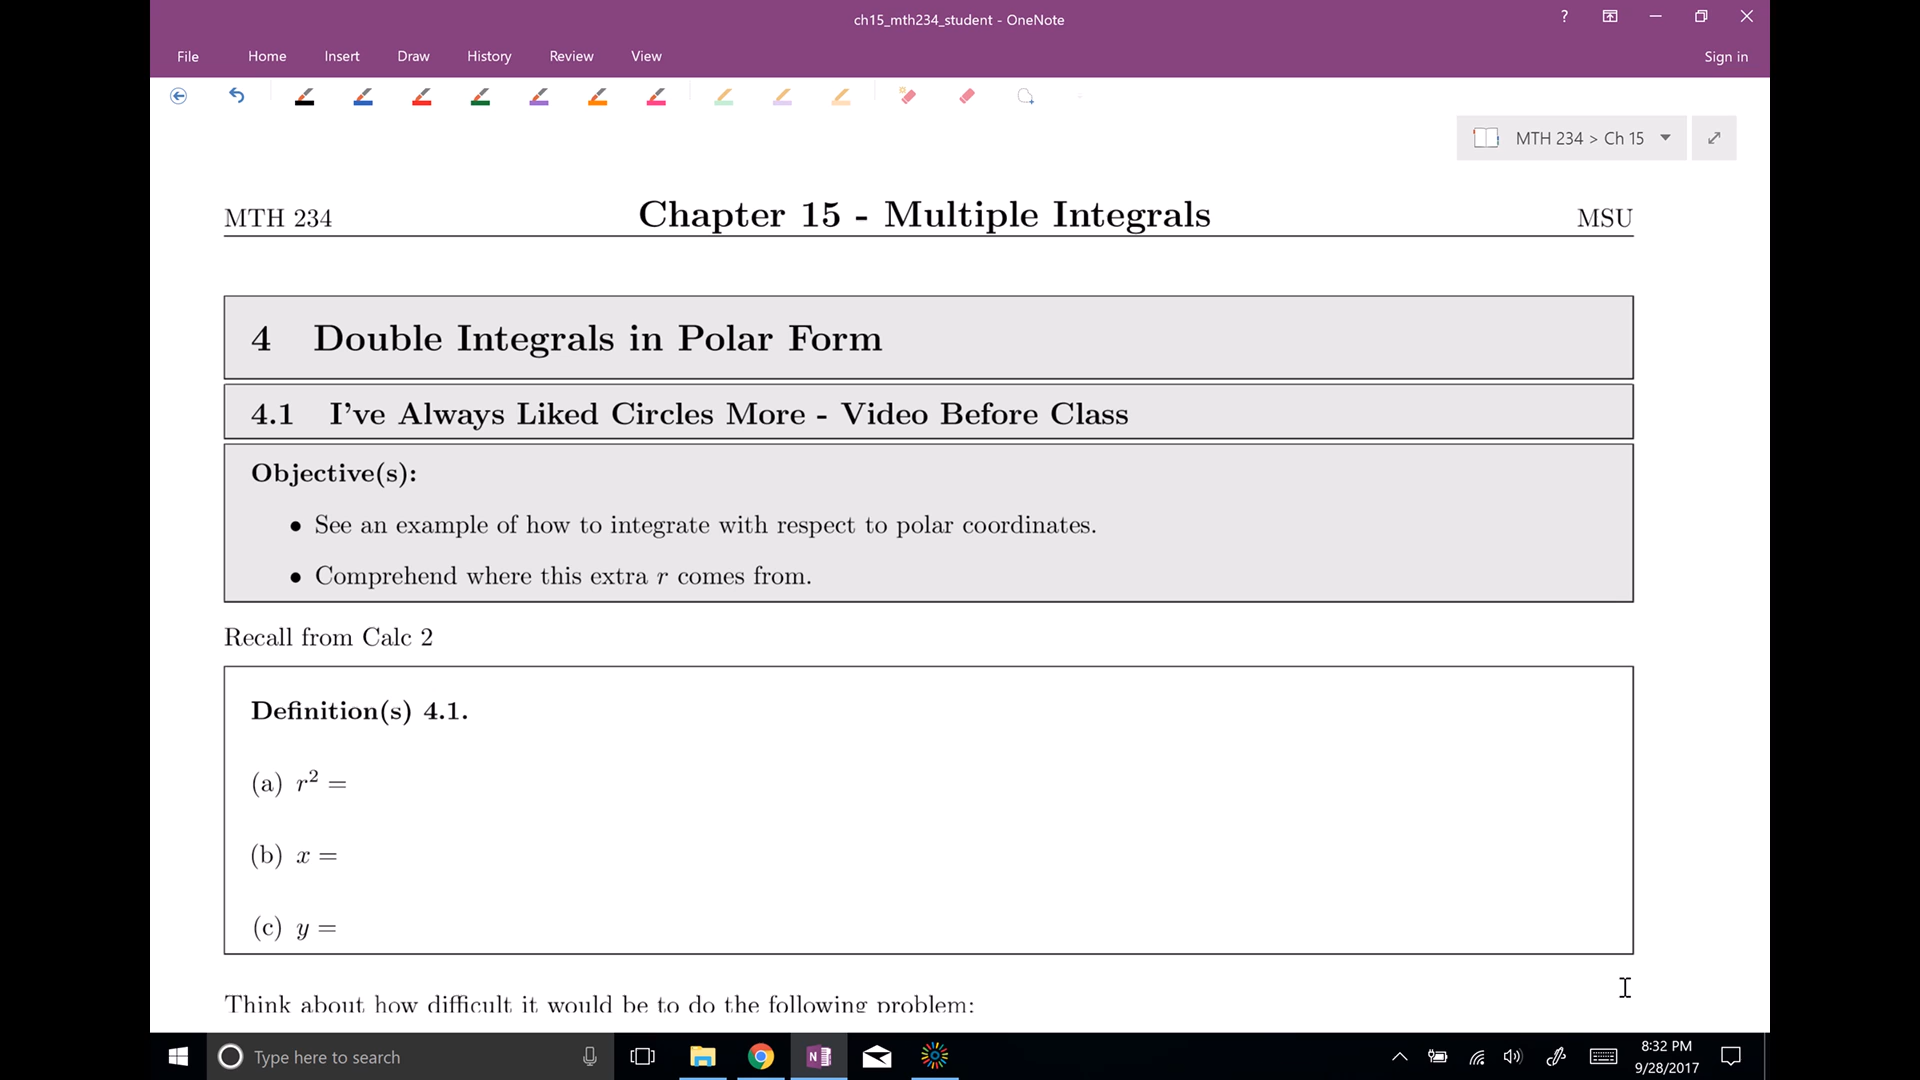 ch15_mth234_student - OneNote
?
File Home Insert Draw History Review View Sign in
MTH 234 > Ch 15
MTH 234 Chapter 15 - Multiple Integrals MSU
4 Double Integrals in Polar Form
4.1 I've Always Liked Circles More - Video Before Class
Objective(s):
• See an example of how to integrate with respect to polar coordinates.
• Comprehend where this extra r comes from.
Recall from Calc 2
Definition(s) 4.1.
(a) r² =
(b) x =
(c) y =
Think about how difficult it would be to do the following problem:
Type here to search
8:32 PM
9/28/2017